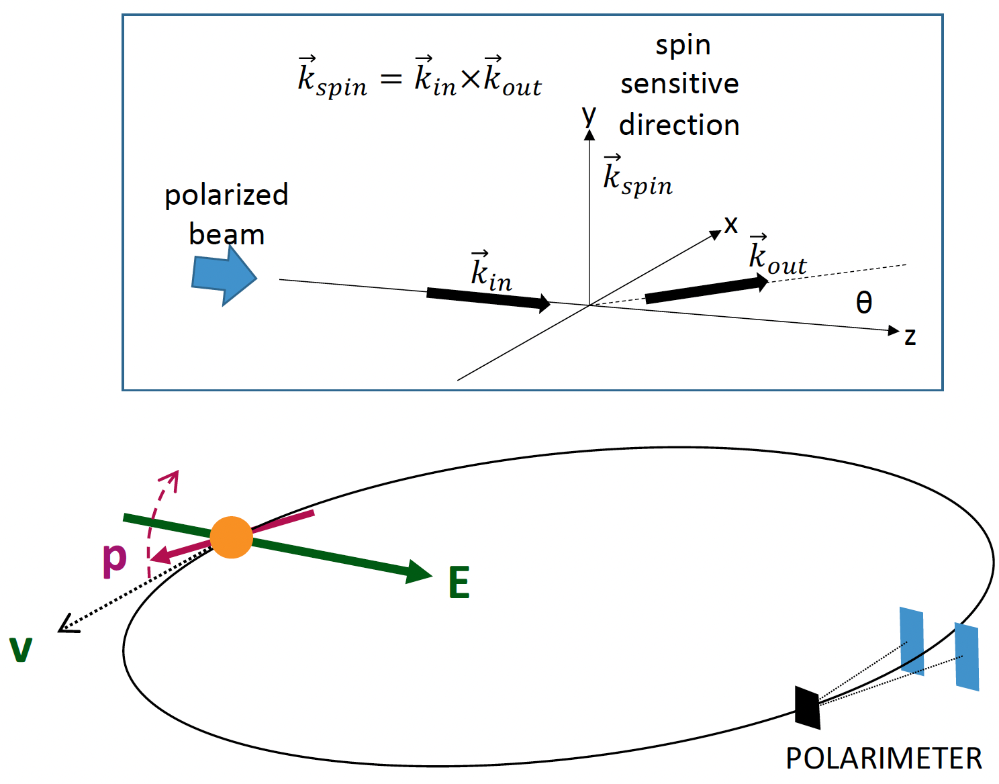 spin
sensitive
direction
k⃗spin = k⃗in×k⃗out
y
k⃗spin
polarized
beam
x
k⃗in
k⃗out
θ
z
p
E
v
POLARIMETER